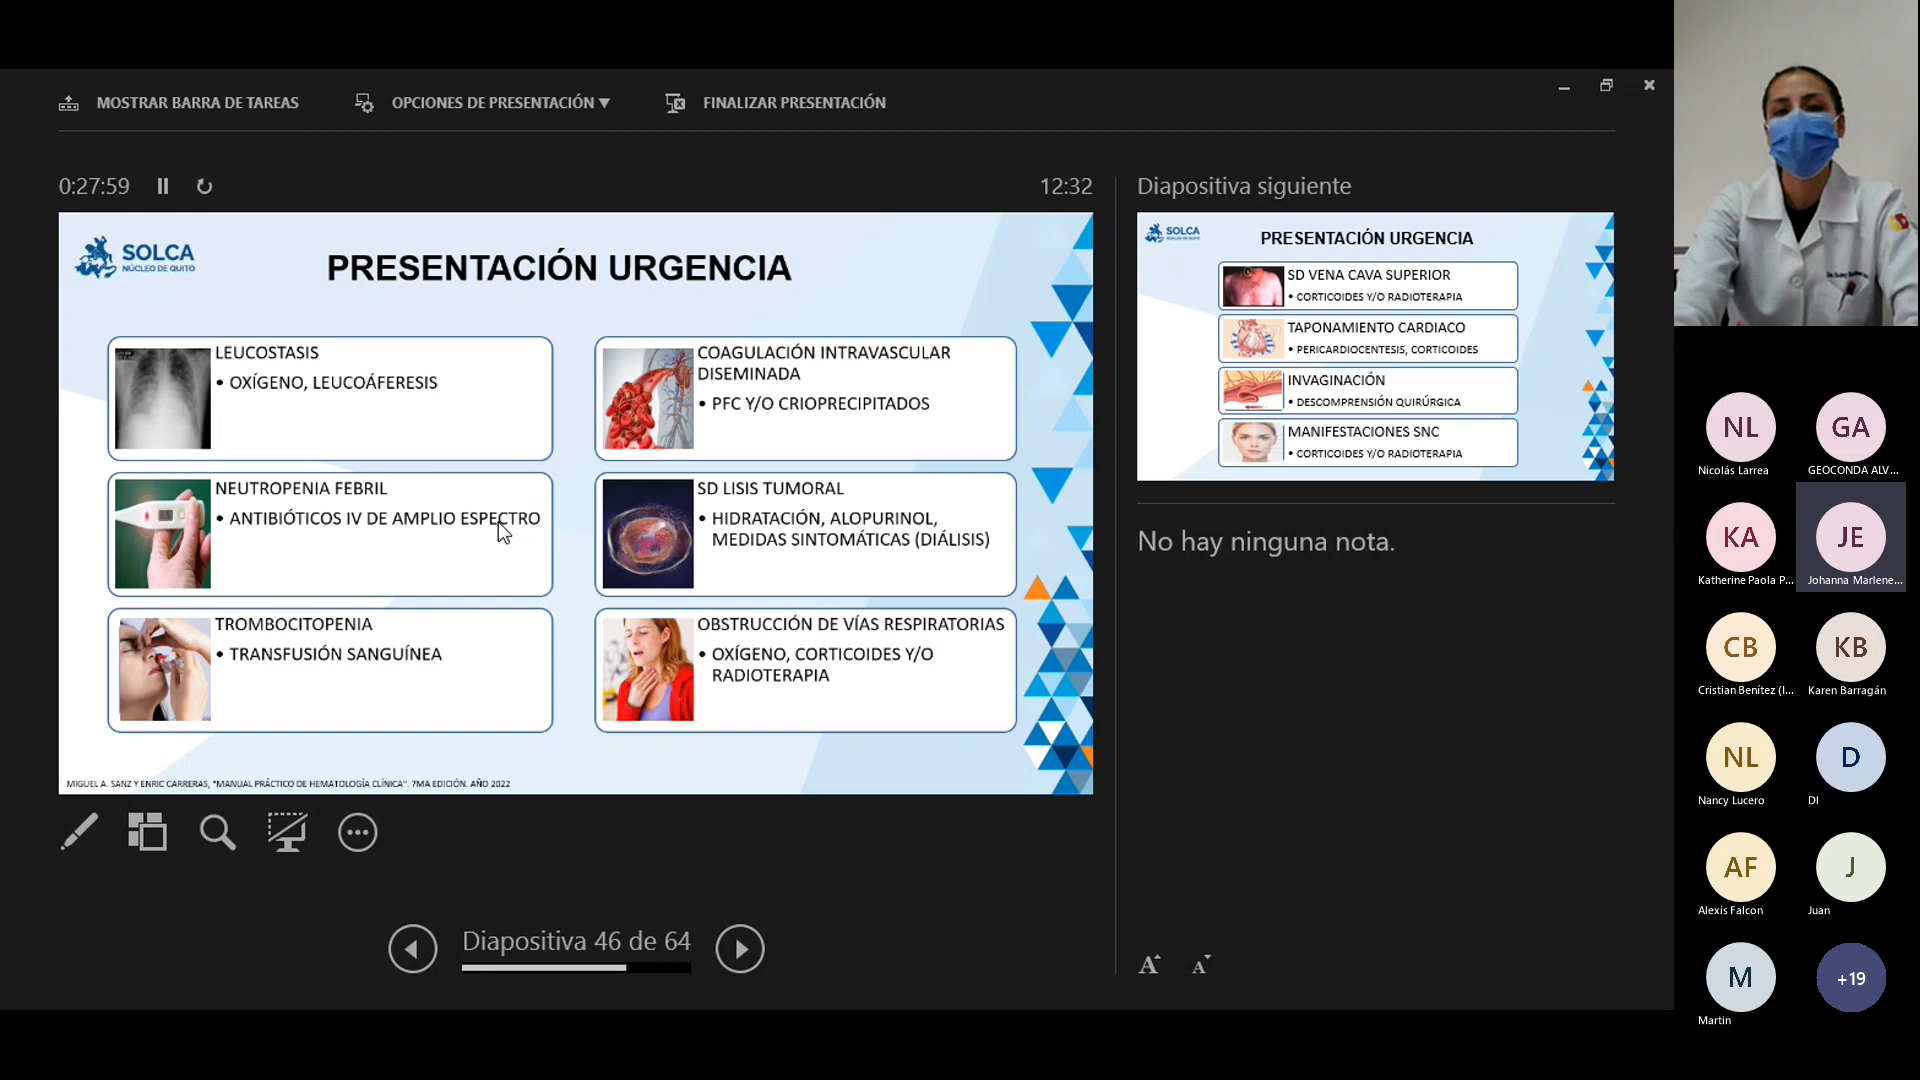 MOSTRAR BARRA DE TAREAS
OPCIONES DE PRESENTACIÓN ▼
FINALIZAR PRESENTACIÓN
0:27:59
12:32
SOLCA
NÚCLEO DE QUITO
PRESENTACIÓN URGENCIA
LEUCOSTASIS
• OXÍGENO, LEUCOÁFERESIS
NEUTROPENIA FEBRIL
• ANTIBIÓTICOS IV DE AMPLIO ESPECTRO
TROMBOCITOPENIA
• TRANSFUSIÓN SANGUÍNEA
COAGULACIÓN INTRAVASCULAR
DISEMINADA
• PFC Y/O CRIOPRECIPITADOS
SD LISIS TUMORAL
• HIDRATACIÓN, ALOPURINOL,
MEDIDAS SINTOMÁTICAS (DIÁLISIS)
OBSTRUCCIÓN DE VÍAS RESPIRATORIAS
• OXÍGENO, CORTICOIDES Y/O
RADIOTERAPIA
MIGUEL A. SANZ Y ENRIC CARRERAS, "MANUAL PRÁCTICO DE HEMATOLOGÍA CLÍNICA". 7MA EDICIÓN. AÑO 2022
Diapositiva 46 de 64
Diapositiva siguiente
SOLCA
NÚCLEO DE QUITO
PRESENTACIÓN URGENCIA
SD VENA CAVA SUPERIOR
• CORTICOIDES Y/O RADIOTERAPIA
TAPONAMIENTO CARDIACO
• PERICARDIOCENTESIS, CORTICOIDES
INVAGINACIÓN
• DESCOMPRENSIÓN QUIRÚRGICA
MANIFESTACIONES SNC
• CORTICOIDES Y/O RADIOTERAPIA
No hay ninguna nota.
A A
NL
Nicolás Larrea
GA
GEOCONDA ALV...
KA
Katherine Paola P...
JE
Johanna Marlene...
CB
Cristian Benítez (I...
KB
Karen Barragán
NL
Nancy Lucero
D
DI
AF
Alexis Falcon
J
Juan
M
Martin
+19